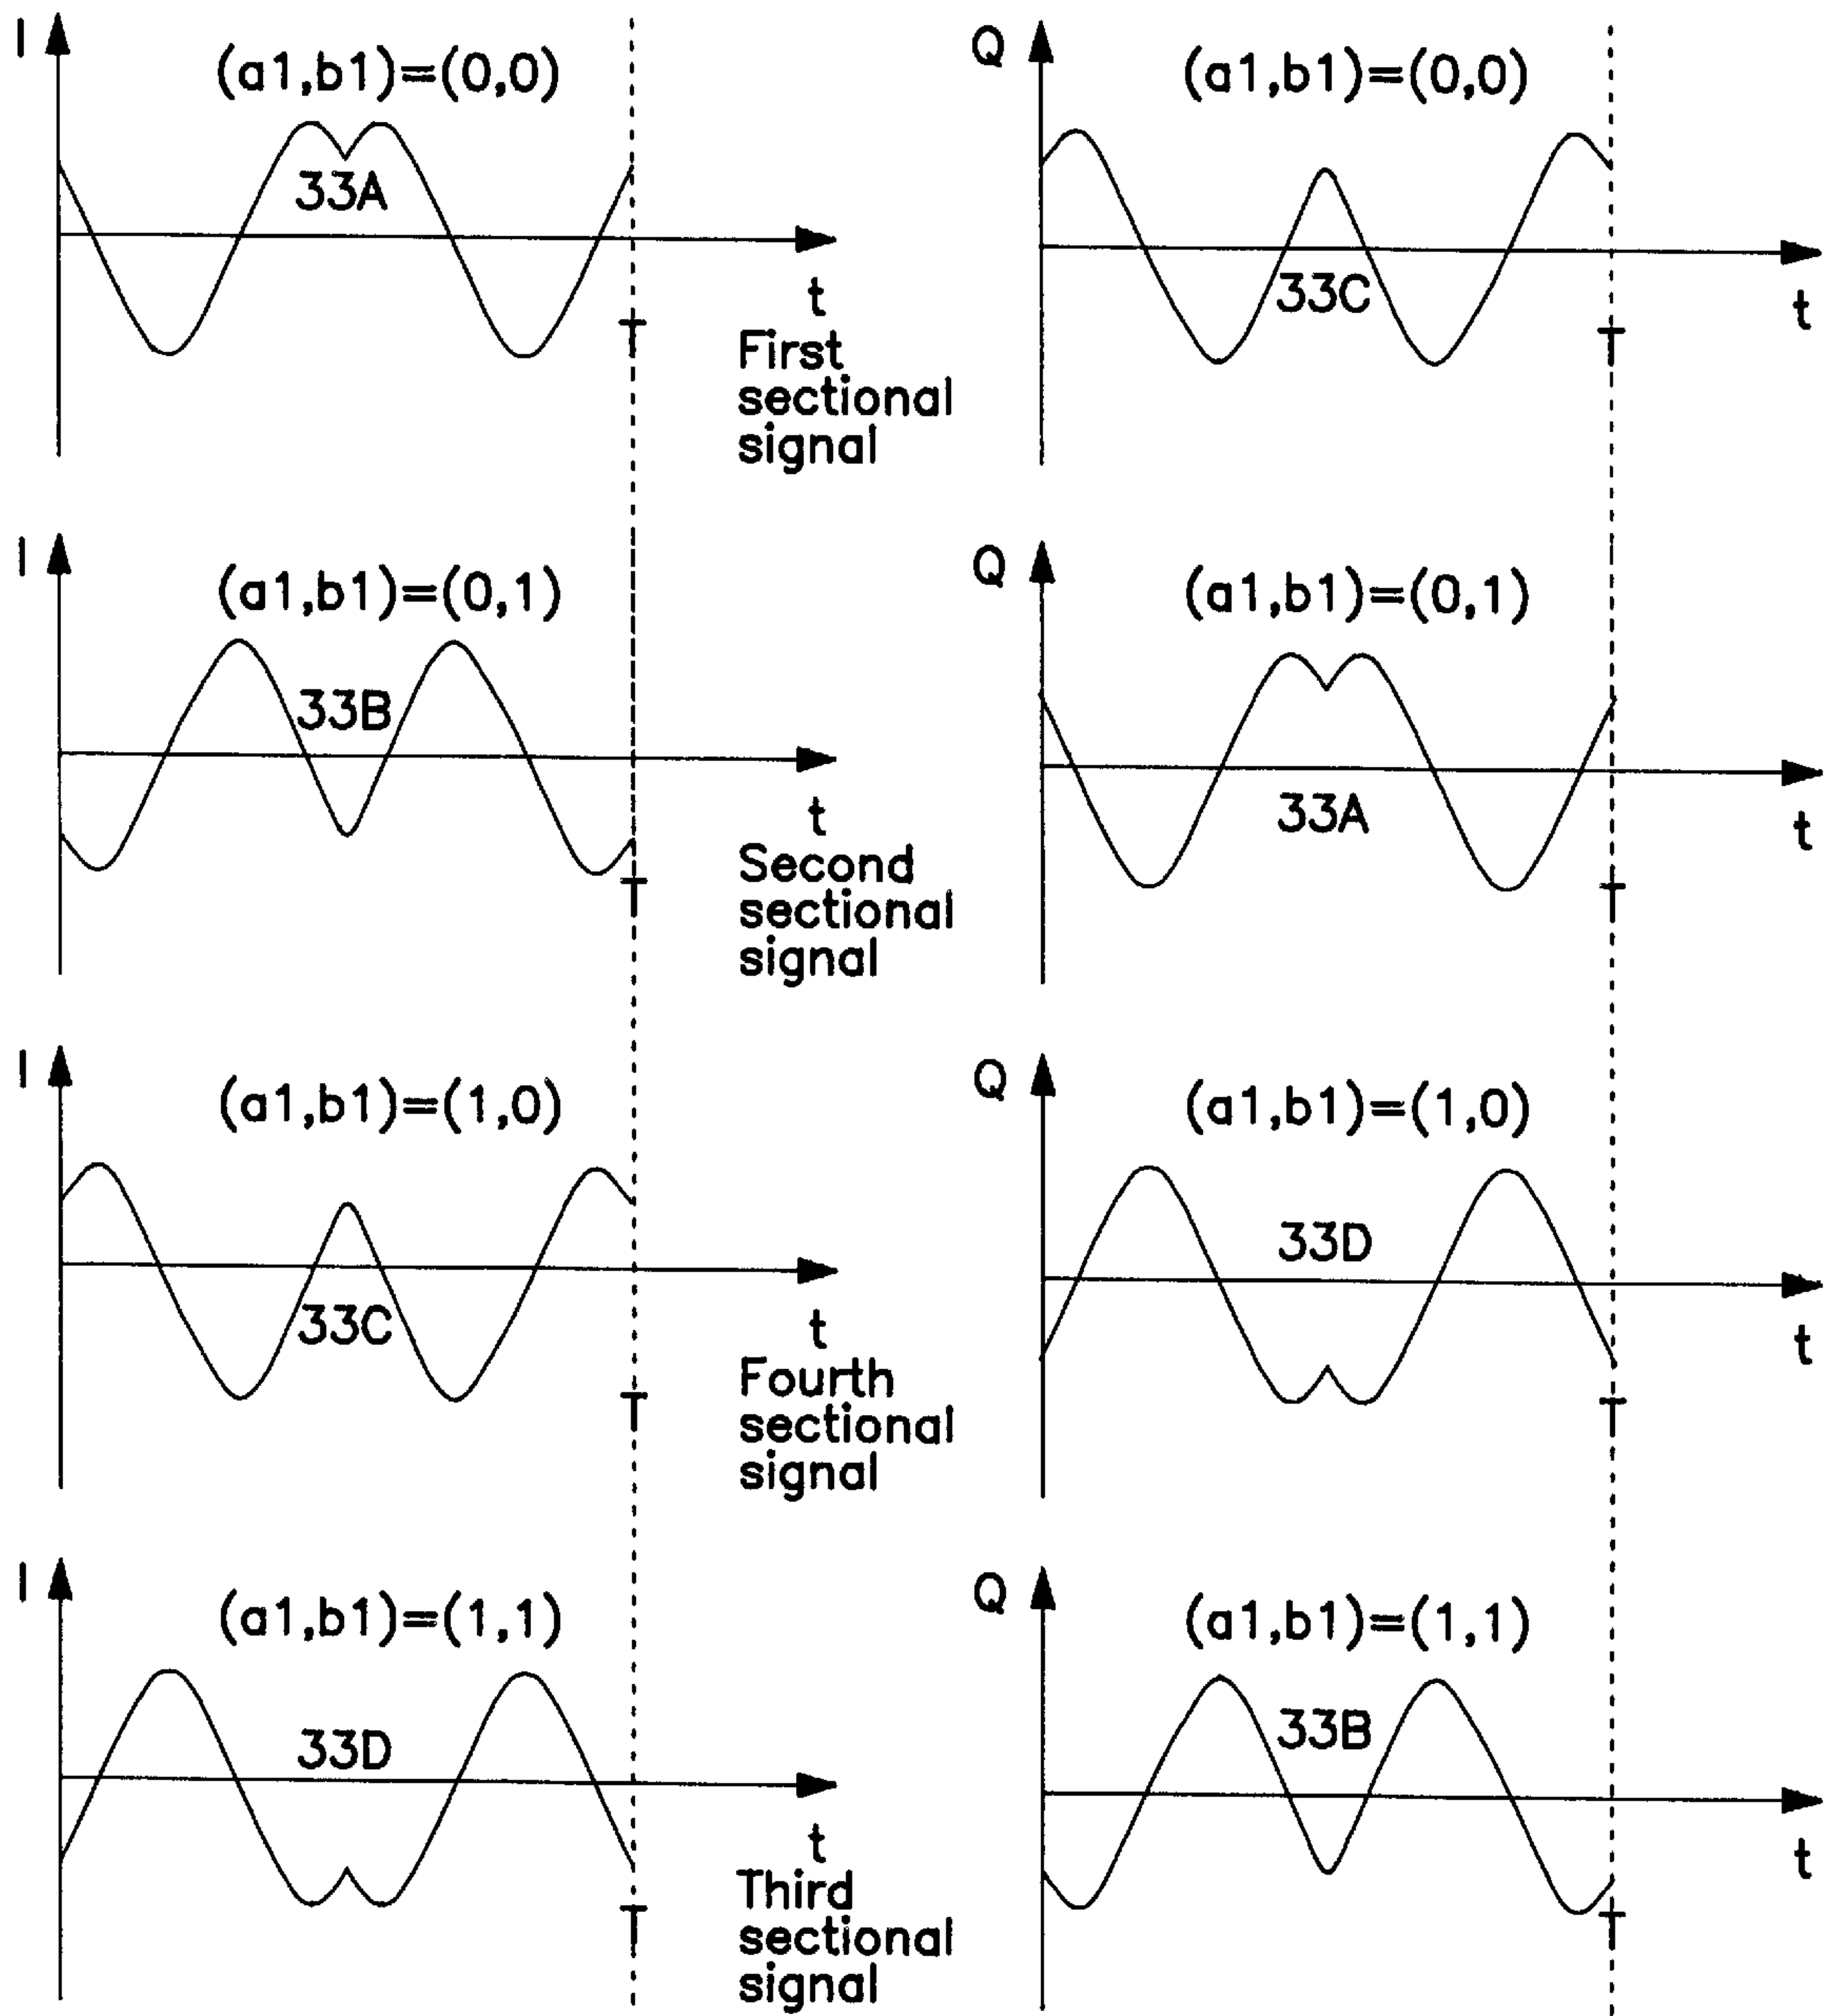 I
(a1,b1)=(0,0)
33A
t
T
First
sectional
signal
Q
(a1,b1)=(0,0)
33C
t
T
I
(a1,b1)=(0,1)
33B
t
T
Second
sectional
signal
Q
(a1,b1)=(0,1)
33A
t
T
I
(a1,b1)=(1,0)
33C
t
T
Fourth
sectional
signal
Q
(a1,b1)=(1,0)
33D
t
T
I
(a1,b1)=(1,1)
33D
t
T
Third
sectional
signal
Q
(a1,b1)=(1,1)
33B
t
T